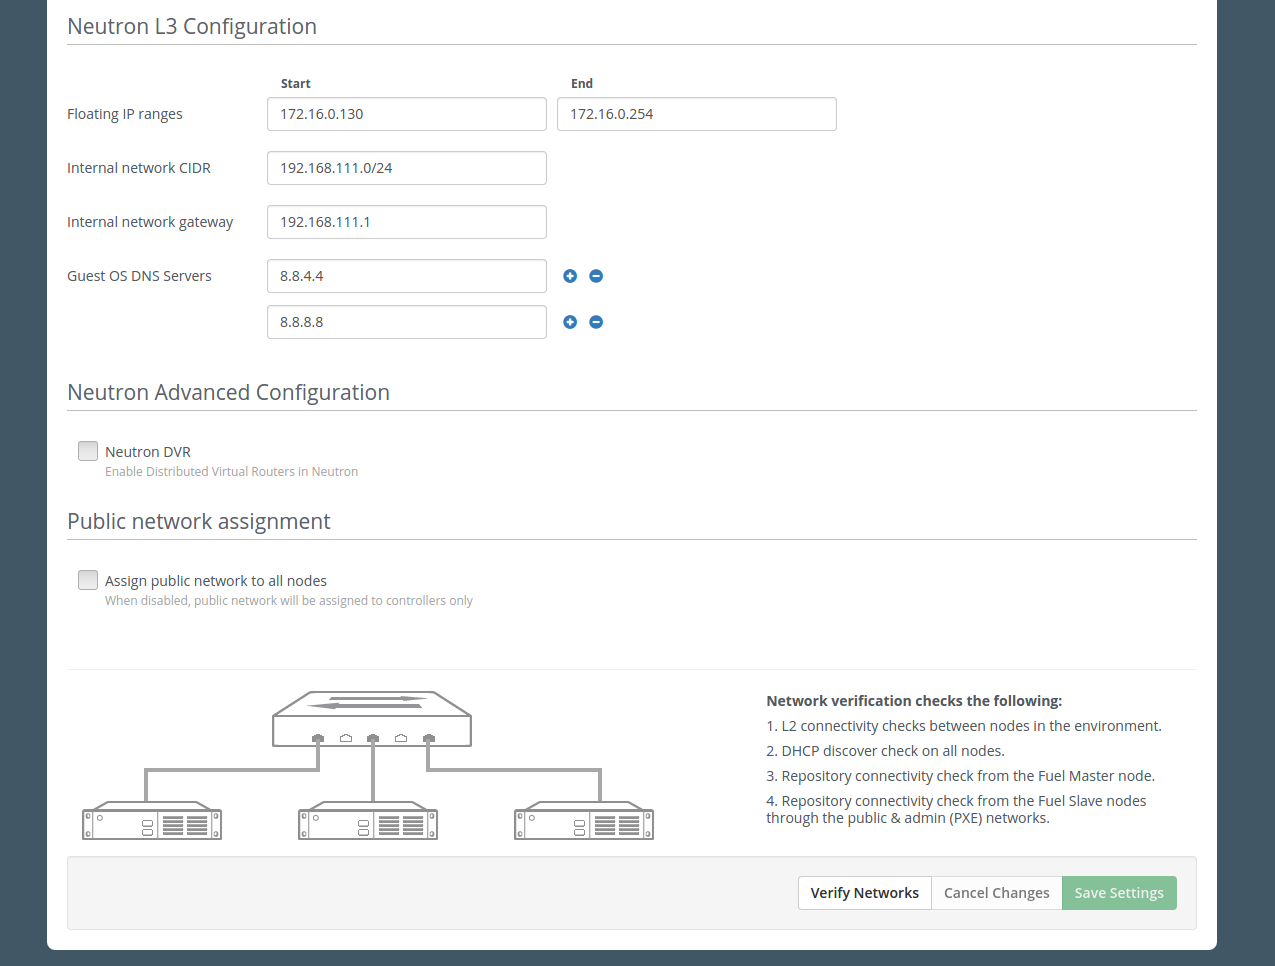 Neutron L3 Configuration
Start End
Floating IP ranges 172.16.0.130 172.16.0.254
Internal network CIDR 192.168.111.0/24
Internal network gateway 192.168.111.1
Guest OS DNS Servers 8.8.4.4
8.8.8.8
Neutron Advanced Configuration
Neutron DVR
Enable Distributed Virtual Routers in Neutron
Public network assignment
Assign public network to all nodes
When disabled, public network will be assigned to controllers only
Network verification checks the following:
1. L2 connectivity checks between nodes in the environment.
2. DHCP discover check on all nodes.
3. Repository connectivity check from the Fuel Master node.
4. Repository connectivity check from the Fuel Slave nodes
through the public & admin (PXE) networks.
Verify Networks Cancel Changes Save Settings